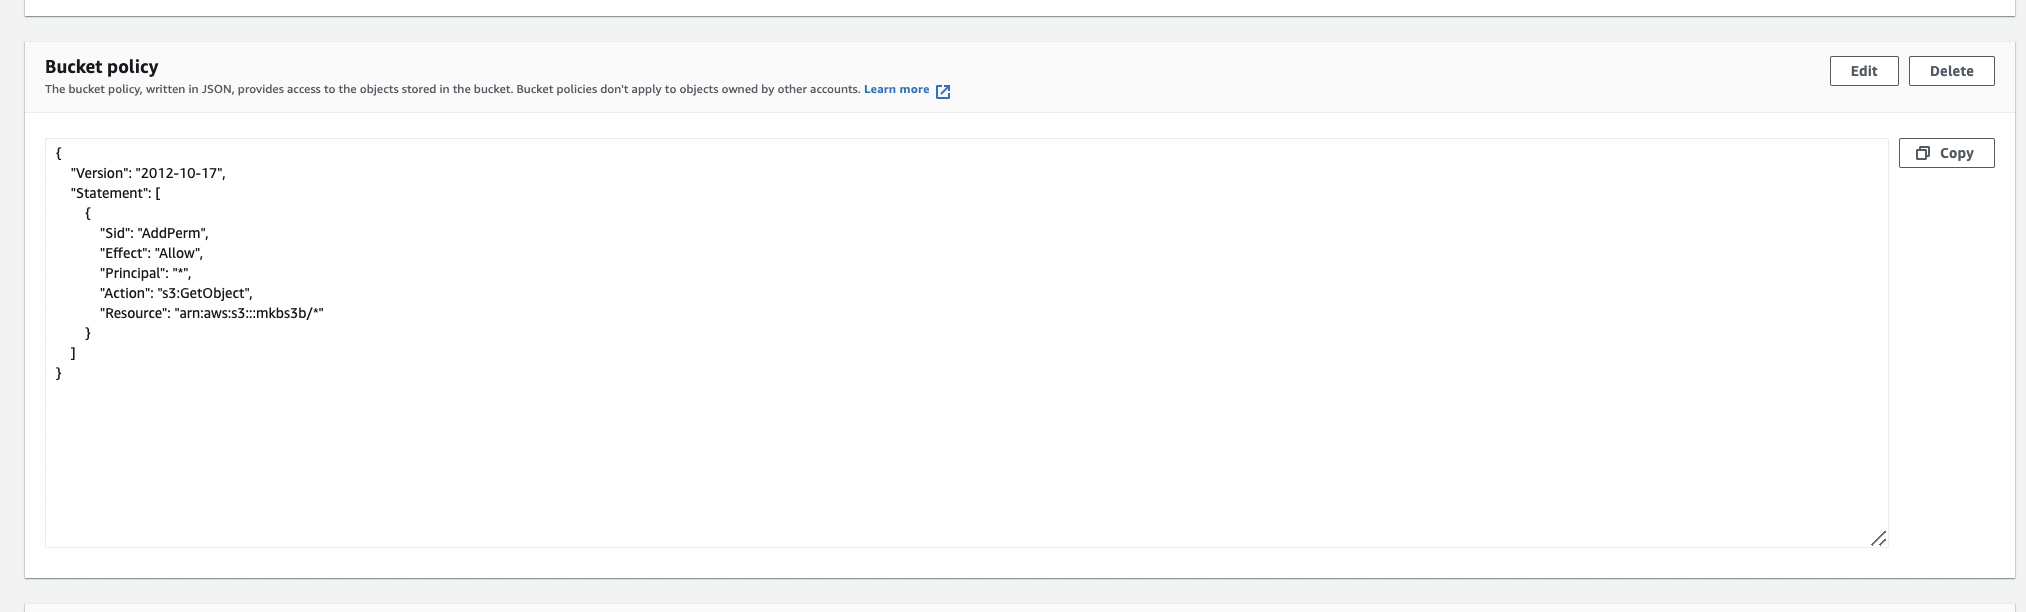 Bucket policy
Edit
Delete
The bucket policy, written in JSON, provides access to the objects stored in the bucket. Bucket policies don't apply to objects owned by other accounts. Learn more
Copy
{
    "Version": "2012-10-17",
    "Statement": [
        {
            "Sid": "AddPerm",
            "Effect": "Allow",
            "Principal": "*",
            "Action": "s3:GetObject",
            "Resource": "arn:aws:s3:::mkbs3b/*"
        }
    ]
}